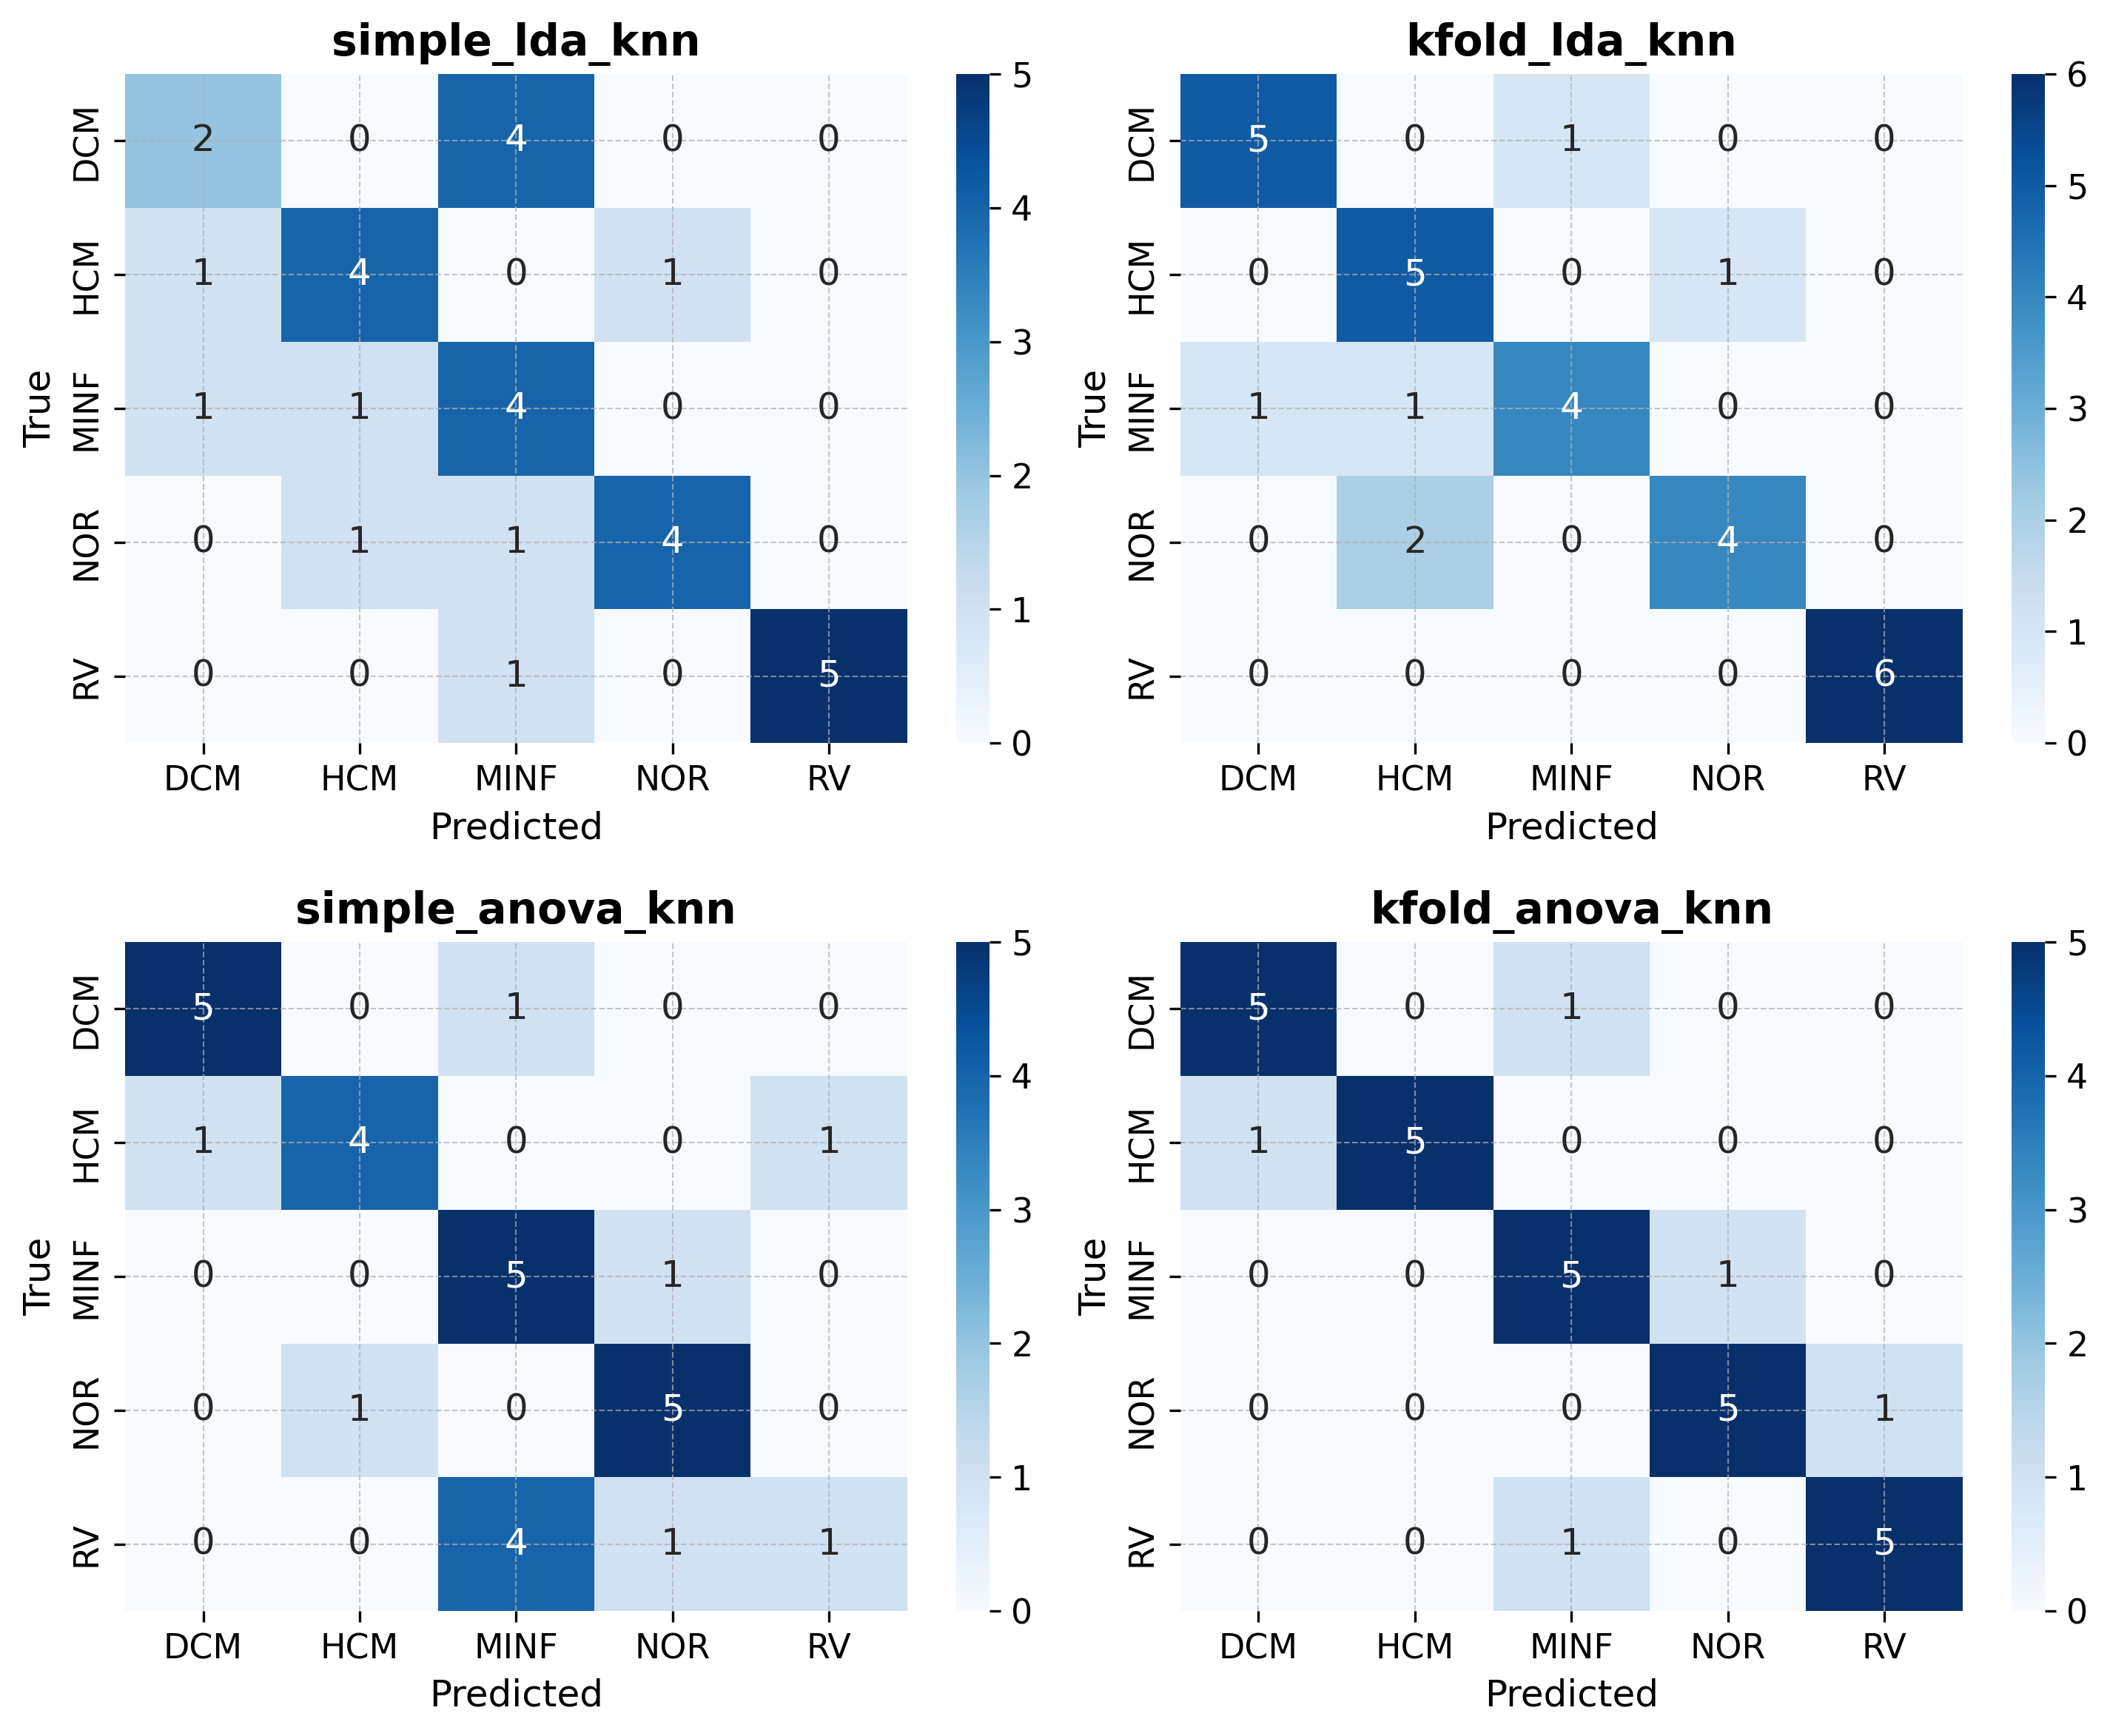 simple_lda_knn
DCM 2 0 4 0 0
HCM 1 4 0 1 0
MINF 1 1 4 0 0
NOR 0 1 1 4 0
RV 0 0 1 0 5
True
DCM HCM MINF NOR RV
Predicted
5
4
3
2
1
0
kfold_lda_knn
DCM 5 0 1 0 0
HCM 0 5 0 1 0
MINF 1 1 4 0 0
NOR 0 2 0 4 0
RV 0 0 0 0 6
True
DCM HCM MINF NOR RV
Predicted
6
5
4
3
2
1
0
simple_anova_knn
DCM 5 0 1 0 0
HCM 1 4 0 0 1
MINF 0 0 5 1 0
NOR 0 1 0 5 0
RV 0 0 4 1 1
True
DCM HCM MINF NOR RV
Predicted
5
4
3
2
1
0
kfold_anova_knn
DCM 5 0 1 0 0
HCM 1 5 0 0 0
MINF 0 0 5 1 0
NOR 0 0 0 5 1
RV 0 0 1 0 5
True
DCM HCM MINF NOR RV
Predicted
5
4
3
2
1
0